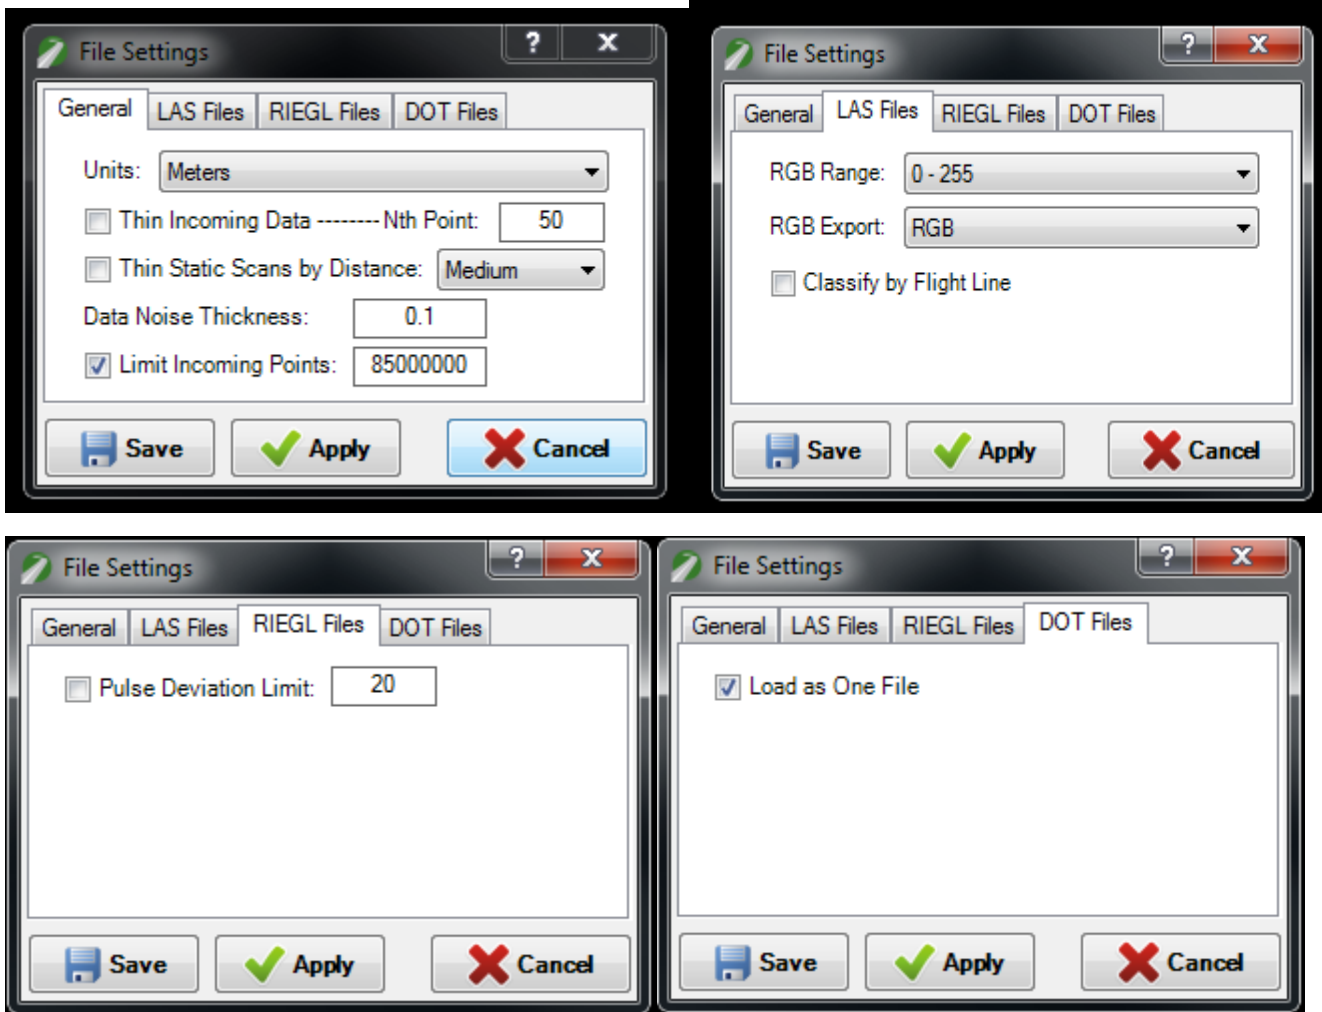 File Settings ? x
General LAS Files RIEGL Files DOT Files
Units: Meters
Thin Incoming Data -------- Nth Point: 50
Thin Static Scans by Distance: Medium
Data Noise Thickness: 0.1
Limit Incoming Points: 85000000
Save Apply Cancel
File Settings ? x
General LAS Files RIEGL Files DOT Files
RGB Range: 0 - 255
RGB Export: RGB
Classify by Flight Line
Save Apply Cancel
File Settings ? x
General LAS Files RIEGL Files DOT Files
Pulse Deviation Limit: 20
Save Apply Cancel
File Settings ? x
General LAS Files RIEGL Files DOT Files
Load as One File
Save Apply Cancel